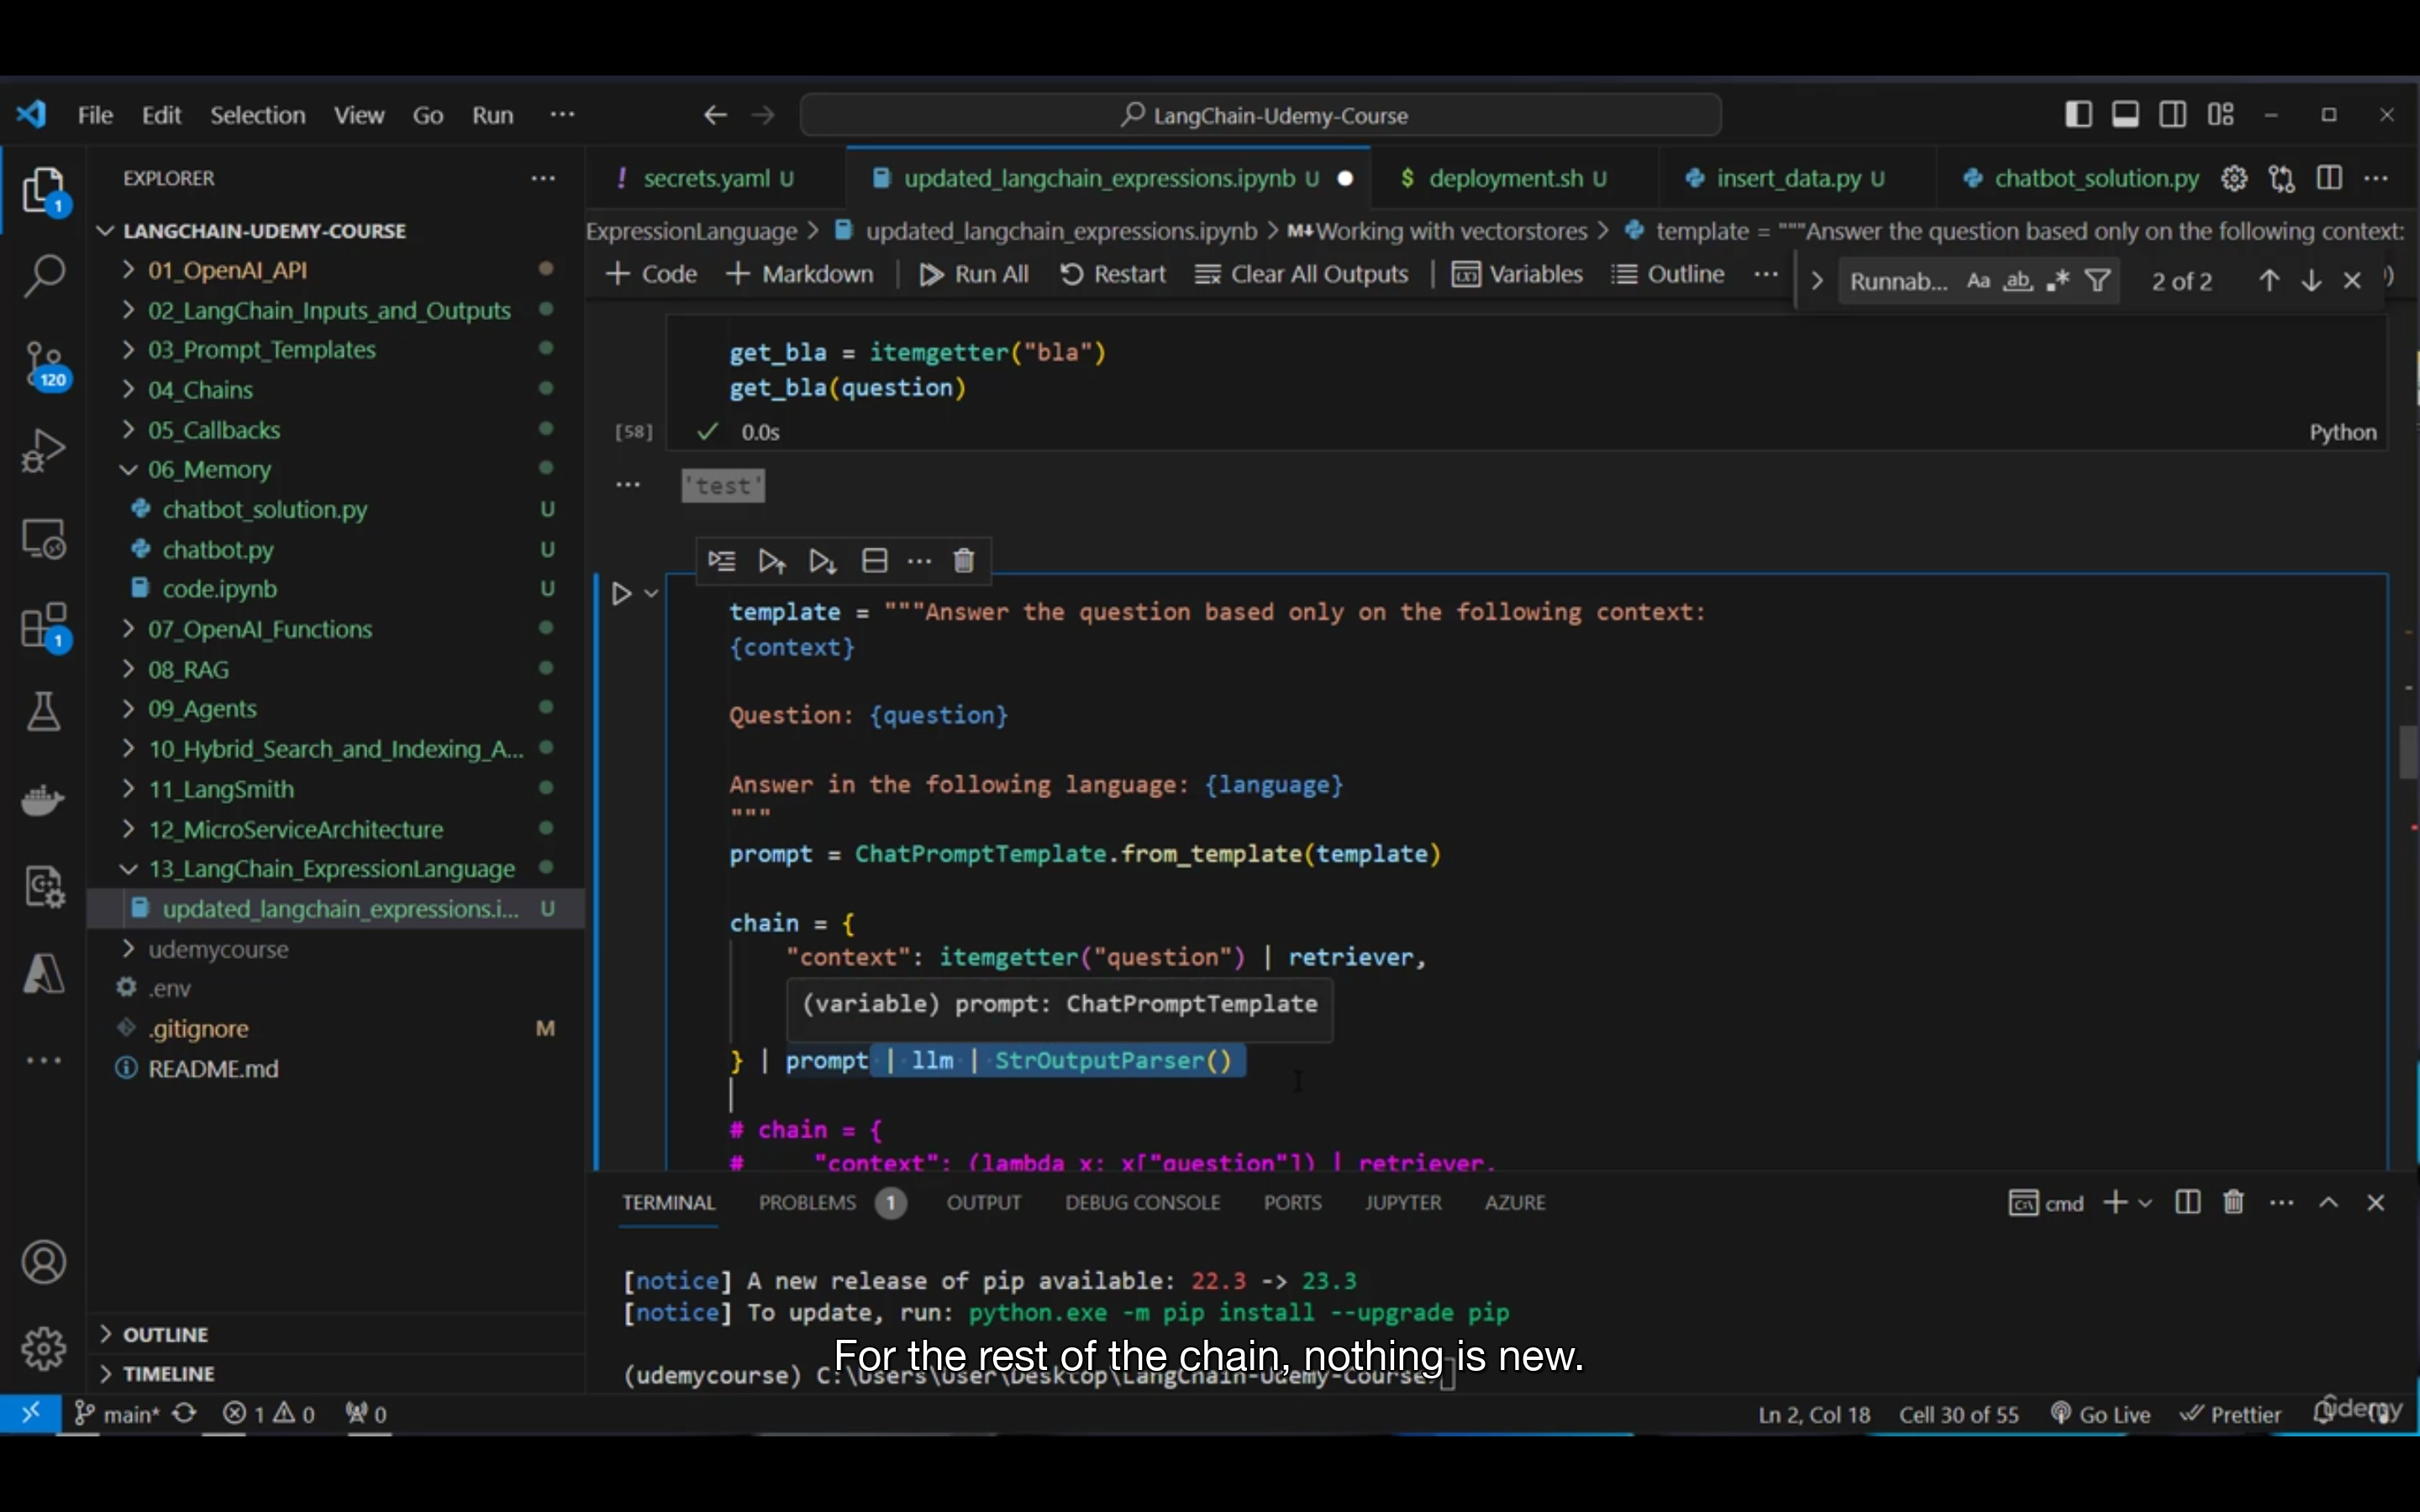 File Edit Selection View Go Run ···
LangChain-Udemy-Course
EXPLORER
LANGCHAIN-UDEMY-COURSE
01_OpenAI_API
02_LangChain_Inputs_and_Outputs
03_Prompt_Templates
04_Chains
05_Callbacks
06_Memory
chatbot_solution.py U
chatbot.py U
code.ipynb U
07_OpenAI_Functions
08_RAG
09_Agents
10_Hybrid_Search_and_Indexing_A...
11_LangSmith
12_MicroServiceArchitecture
13_LangChain_ExpressionLanguage
updated_langchain_expressions.i... U
udemycourse
.env
.gitignore M
README.md
OUTLINE
TIMELINE
1
120
1
! secrets.yaml U updated_langchain_expressions.ipynb U $ deployment.sh U insert_data.py U chatbot_solution.py
ExpressionLanguage > updated_langchain_expressions.ipynb > M↓Working with vectorstores > template = """Answer the question based only on the following context:
+ Code + Markdown Run All Restart Clear All Outputs Variables Outline ···
Runnab... Aa ab .* 2 of 2
get_bla = itemgetter("bla")
get_bla(question)
[58] ✓ 0.0s Python
'test'
template = """Answer the question based only on the following context:
{context}
Question: {question}
Answer in the following language: {language}
"""
prompt = ChatPromptTemplate.from_template(template)
chain = {
"context": itemgetter("question") | retriever,
(variable) prompt: ChatPromptTemplate
} | prompt | llm | StrOutputParser()
# chain = {
# "context": (lambda x: x["question"]) | retriever,
TERMINAL PROBLEMS 1 OUTPUT DEBUG CONSOLE PORTS JUPYTER AZURE
cmd
[notice] A new release of pip available: 22.3 -> 23.3
[notice] To update, run: python.exe -m pip install --upgrade pip
For the rest of the chain, nothing is new.
(udemycourse) C:\Users\User\Desktop\LangChain-Udemy-Course>
main* 1 0 0 Ln 2, Col 18 Cell 30 of 55 Go Live Prettier
udemy